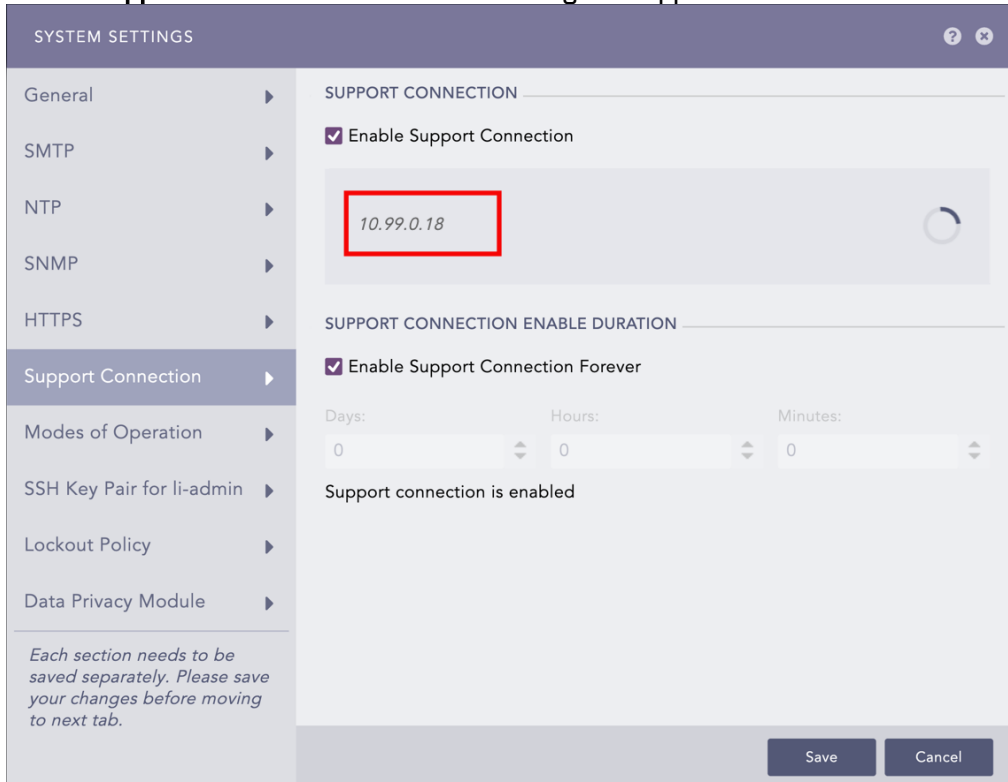 SYSTEM SETTINGS
General
SMTP
NTP
SNMP
HTTPS
Support Connection
Modes of Operation
SSH Key Pair for li-admin
Lockout Policy
Data Privacy Module
Each section needs to be
saved separately. Please save
your changes before moving
to next tab.
SUPPORT CONNECTION
Enable Support Connection
10.99.0.18
SUPPORT CONNECTION ENABLE DURATION
Enable Support Connection Forever
Days: Hours: Minutes:
0 0 0
Support connection is enabled
Save Cancel